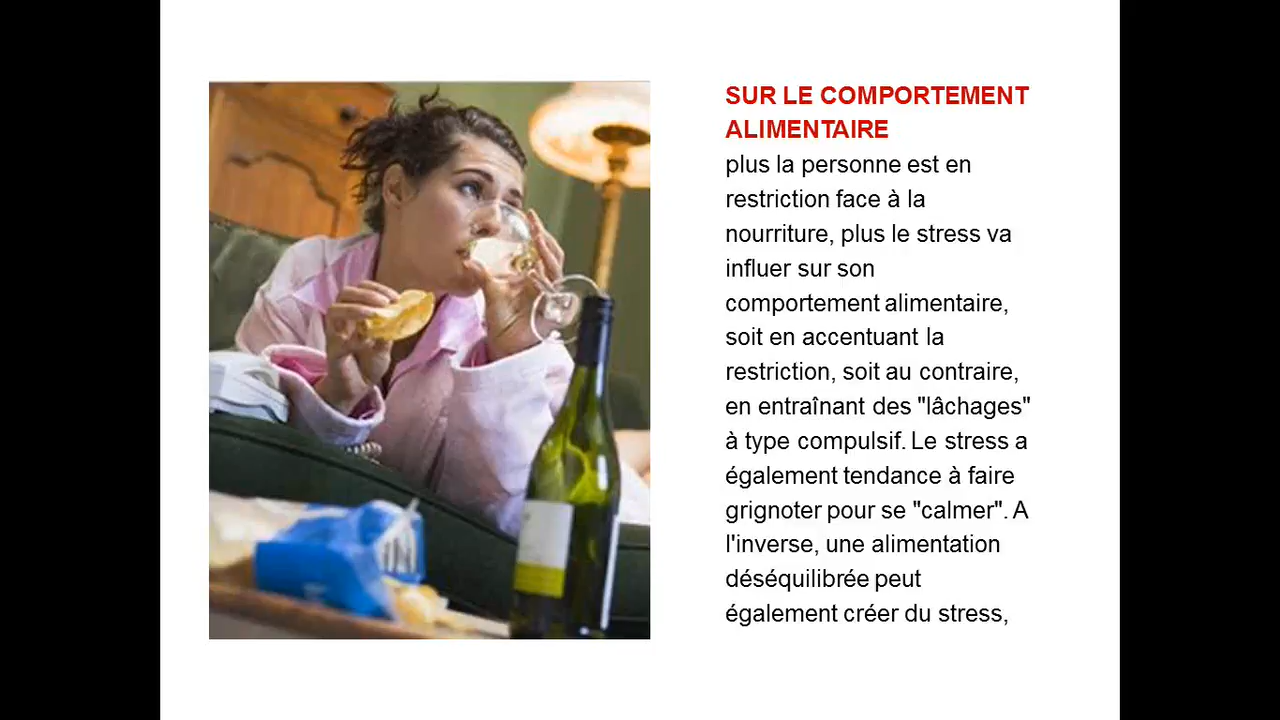 SUR LE COMPORTEMENT
ALIMENTAIRE
plus la personne est en
restriction face à la
nourriture, plus le stress va
influer sur son
comportement alimentaire,
soit en accentuant la
restriction, soit au contraire,
en entraînant des "lâchages"
à type compulsif. Le stress a
également tendance à faire
grignoter pour se "calmer". A
l'inverse, une alimentation
déséquilibrée peut
également créer du stress,